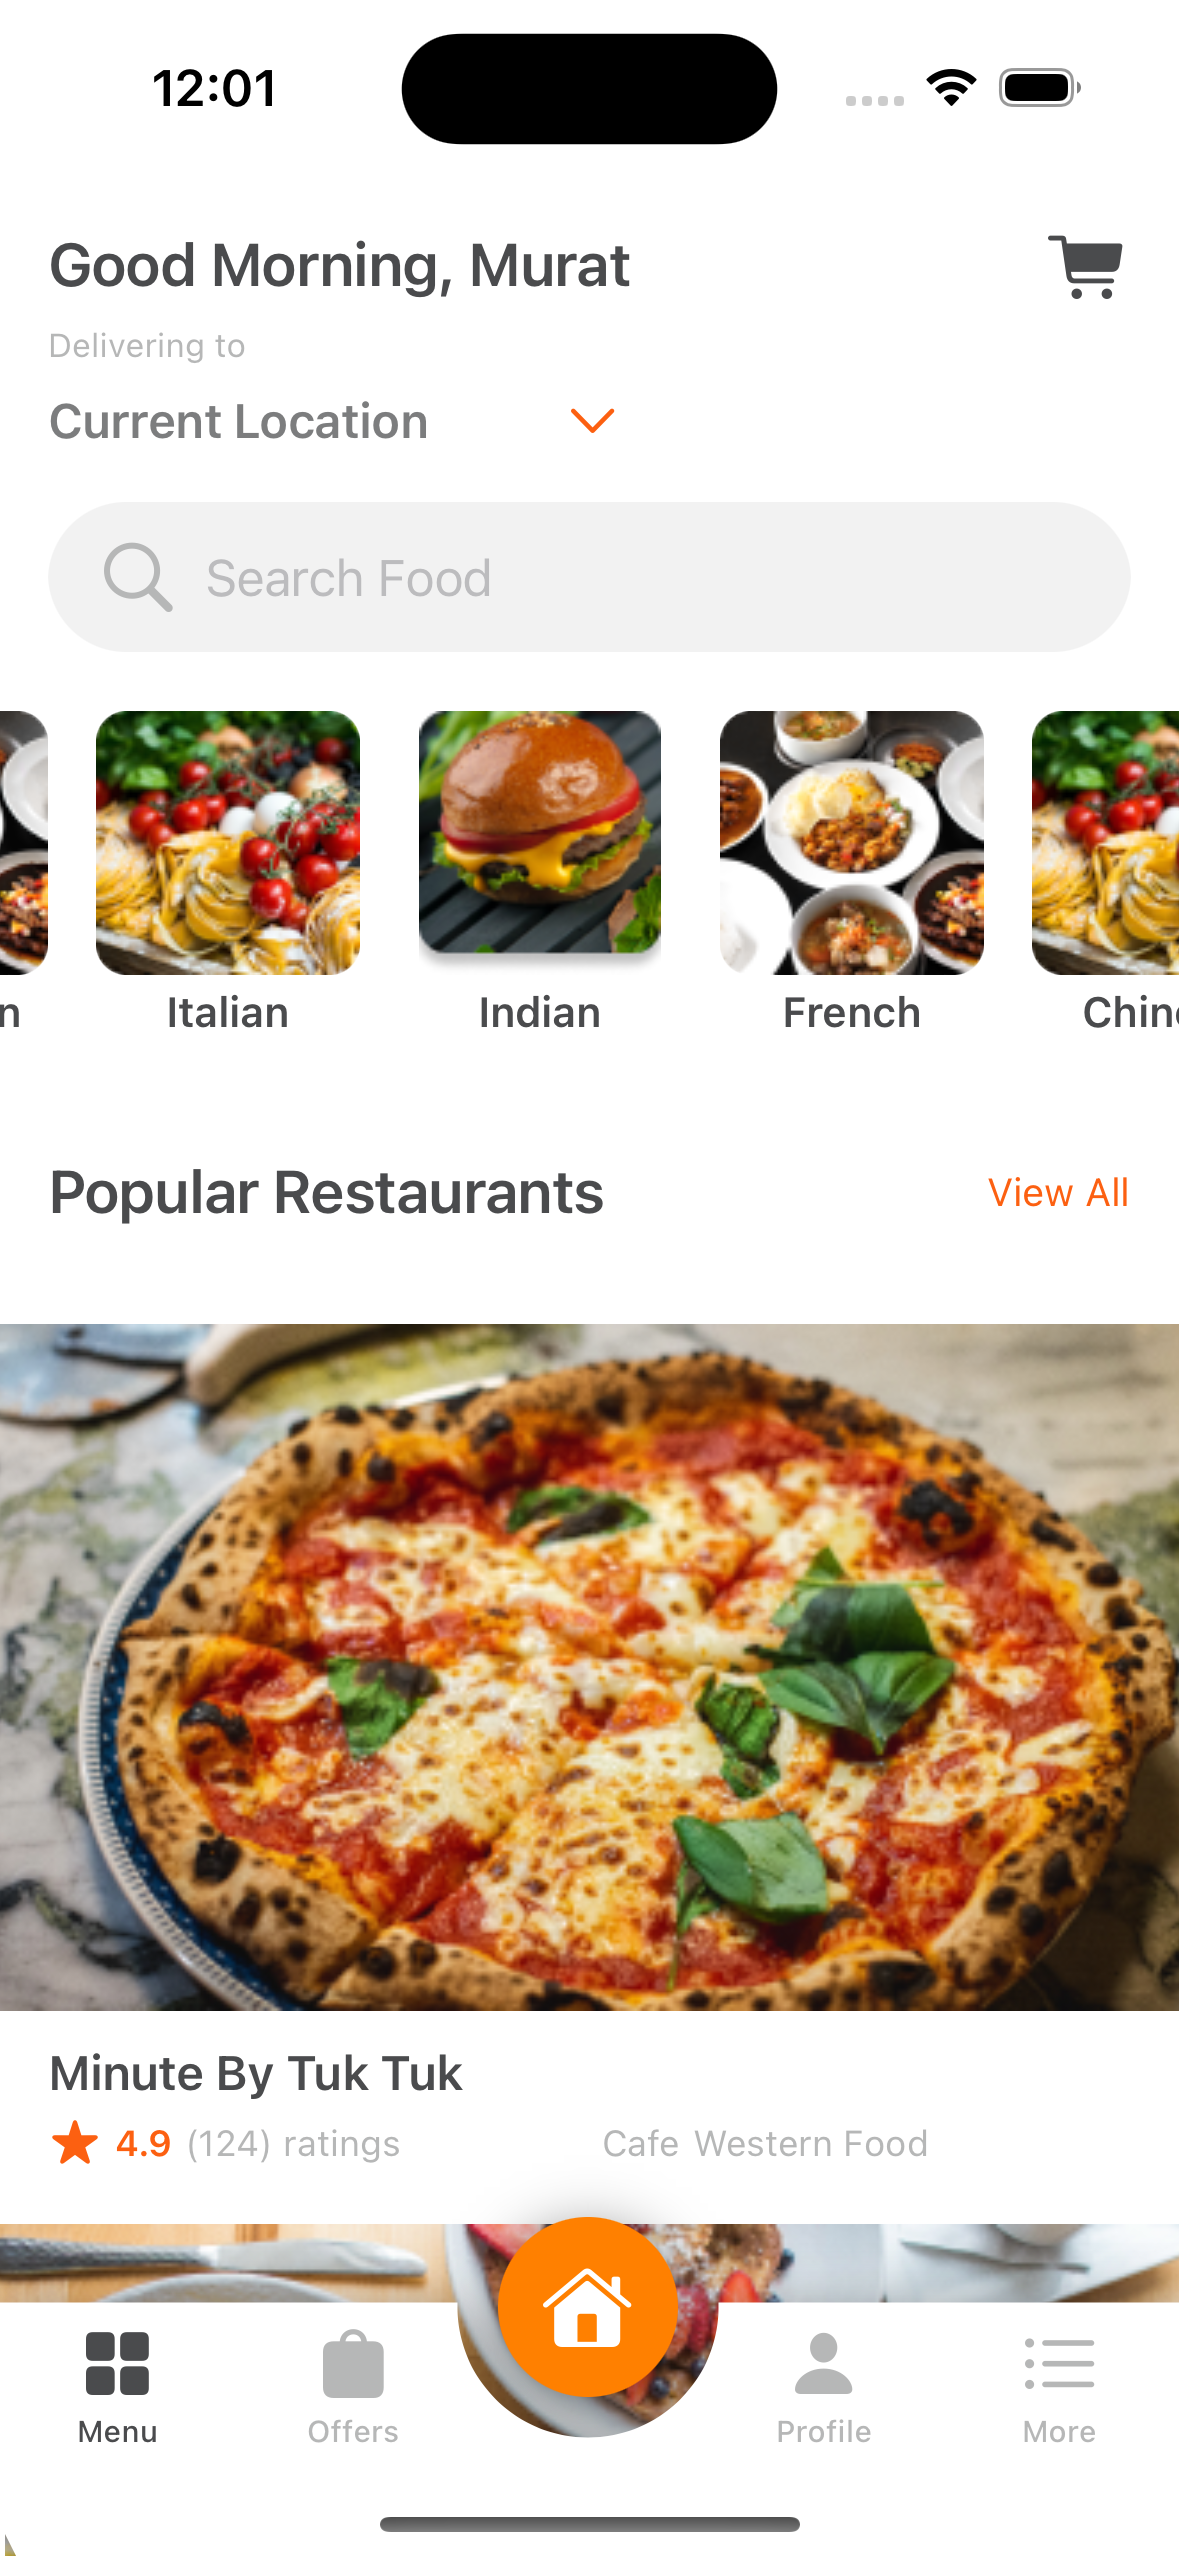 12:01
Good Morning, Murat
Delivering to
Current Location
Search Food
n Italian Indian French Chin
Popular Restaurants View All
Minute By Tuk Tuk
4.9 (124) ratings Cafe Western Food
Menu Offers Profile More